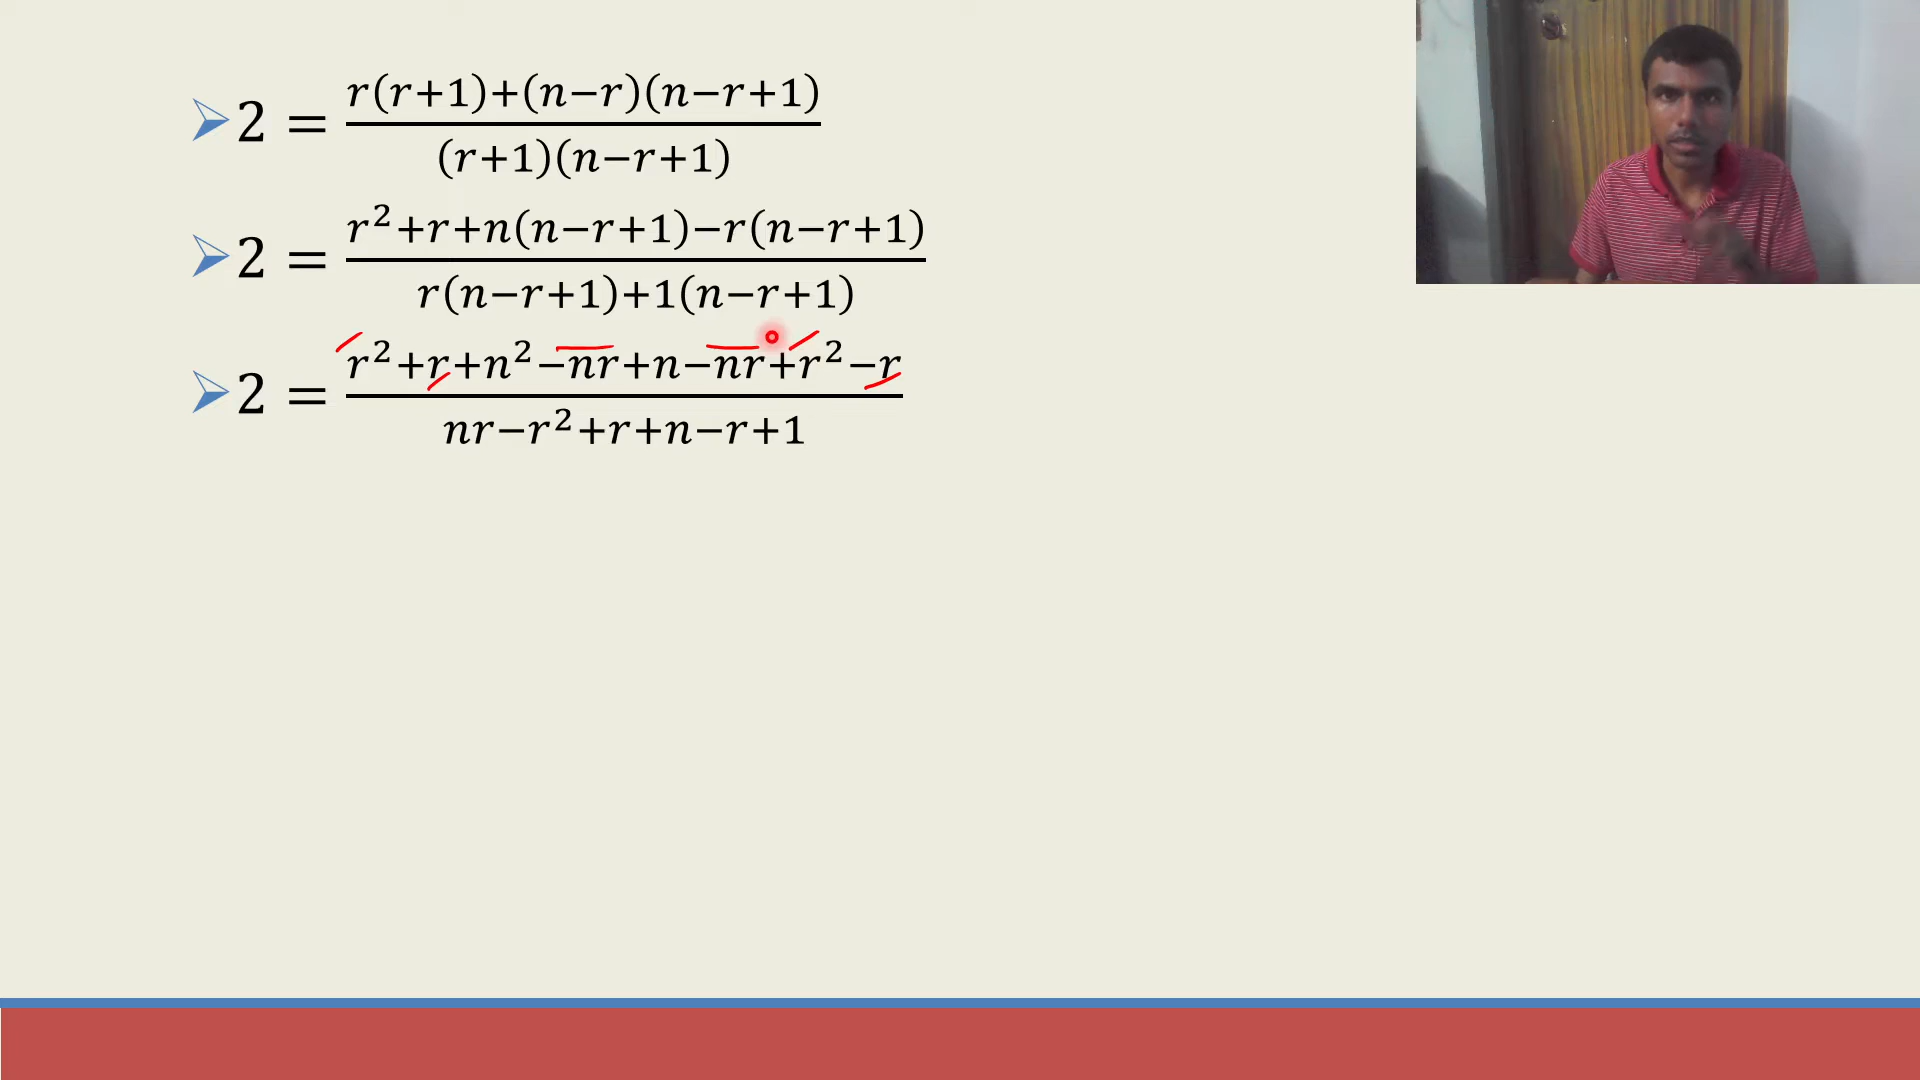 ➢2 = (r(r+1)+(n−r)(n−r+1))/((r+1)(n−r+1))
➢2 = (r²+r+n(n−r+1)−r(n−r+1))/(r(n−r+1)+1(n−r+1))
➢2 = (r²+r+n²−nr+n−nr+r²−r)/(nr−r²+r+n−r+1)